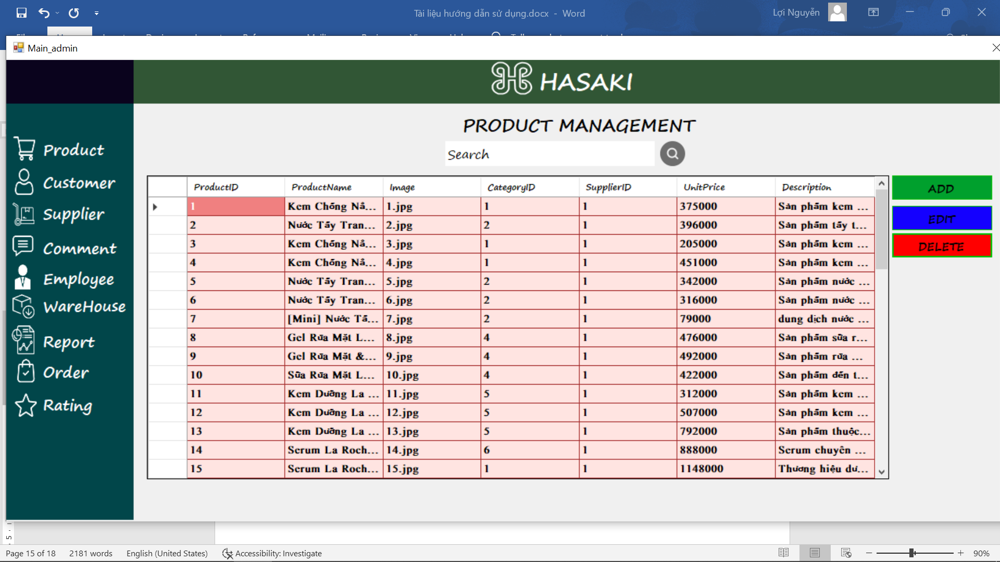 Tài liệu hướng dẫn sử dụng.docx - Word
Lợi Nguyễn
Main_admin
HASAKI
PRODUCT MANAGEMENT
Search
Product
Customer
Supplier
Comment
Employee
WareHouse
Report
Order
Rating
ProductID ProductName Image CategoryID SupplierID UnitPrice Description
1 Kem Chống Nắ... 1.jpg 1 1 375000 Sản phẩm kem ...
2 Nước Tẩy Tran... 2.jpg 2 1 396000 Sản phẩm tẩy t...
3 Kem Chống Nắ... 3.jpg 1 1 205000 Sản phẩm kem ...
4 Kem Chống Nắ... 4.jpg 1 1 451000 Sản phẩm kem ...
5 Nước Tẩy Tran... 5.jpg 2 1 342000 Sản phẩm nước ...
6 Nước Tẩy Tran... 6.jpg 2 1 316000 Sản phẩm nước ...
7 [Mini] Nước Tẩ... 7.jpg 2 1 79000 dung dịch nước ...
8 Gel Rửa Mặt L... 8.jpg 4 1 476000 Sản phẩm sữa r...
9 Gel Rửa Mặt &... 9.jpg 4 1 492000 Sản phẩm rửa ...
10 Sữa Rửa Mặt L... 10.jpg 4 1 422000 Sản phẩm đến t...
11 Kem Dưỡng La ... 11.jpg 5 1 312000 Sản phẩm kem ...
12 Kem Dưỡng La ... 12.jpg 5 1 507000 Sản phẩm kem ...
13 Kem Dưỡng La ... 13.jpg 5 1 792000 Sản phẩm thuộc...
14 Serum La Roch... 14.jpg 6 1 888000 Serum chuyên ...
15 Serum La Roch... 15.jpg 1 1 1148000 Thương hiệu dư...
ADD
EDIT
DELETE
5
Page 15 of 18 2181 words English (United States) Accessibility: Investigate 90%